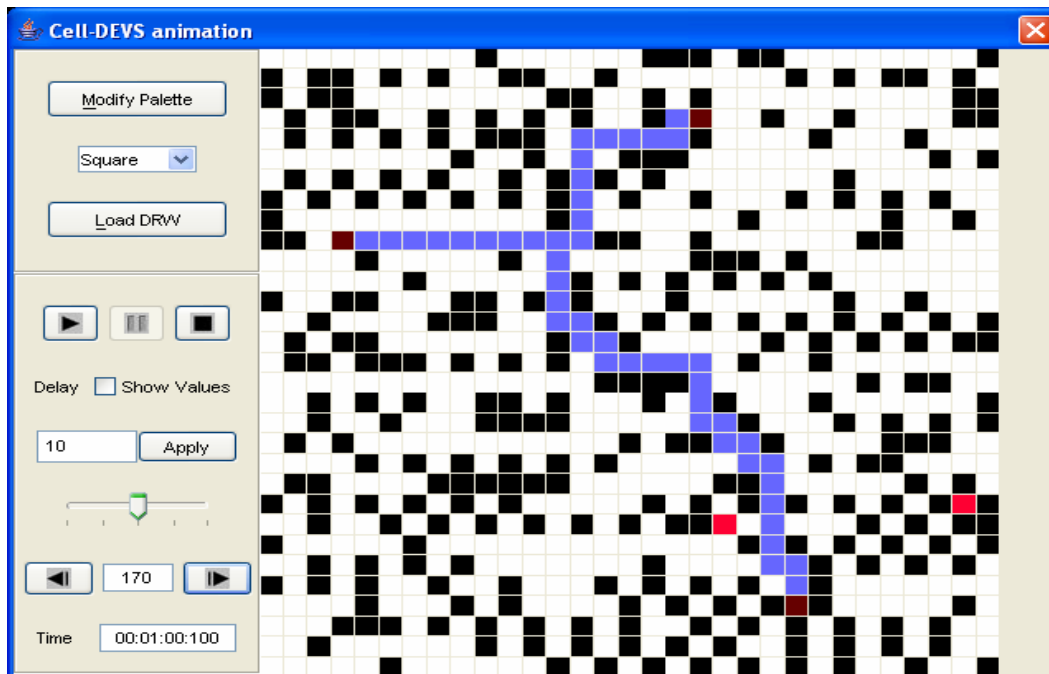 Cell-DEVS animation
Modify Palette
Square
Load DRW
Delay Show Values
10 Apply
170
Time 00:01:00:100